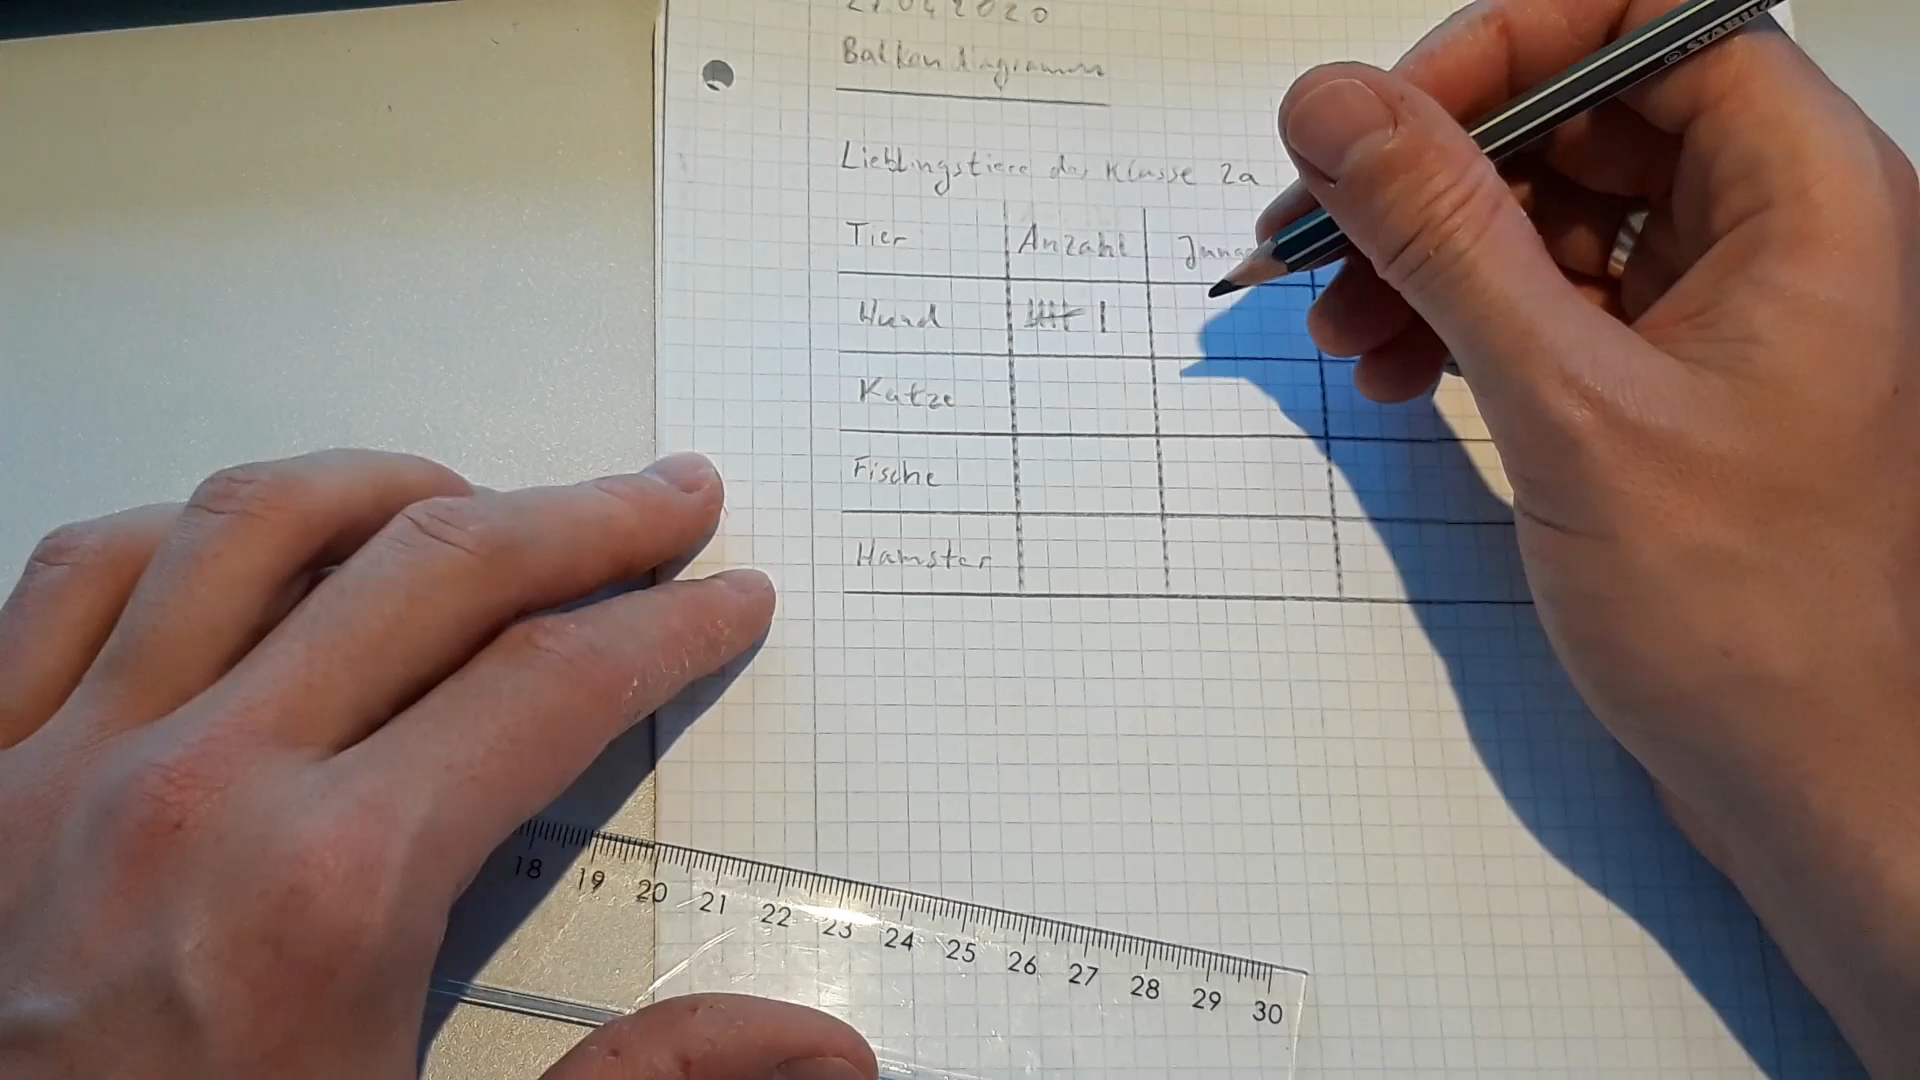 Balkendiagramm
Lieblingstiere der Klasse 2a
Tier Anzahl
Hund
Katze
Fische
Hamster
STABILO
18 19 20 21 22 23 24 25 26 27 28 29 30